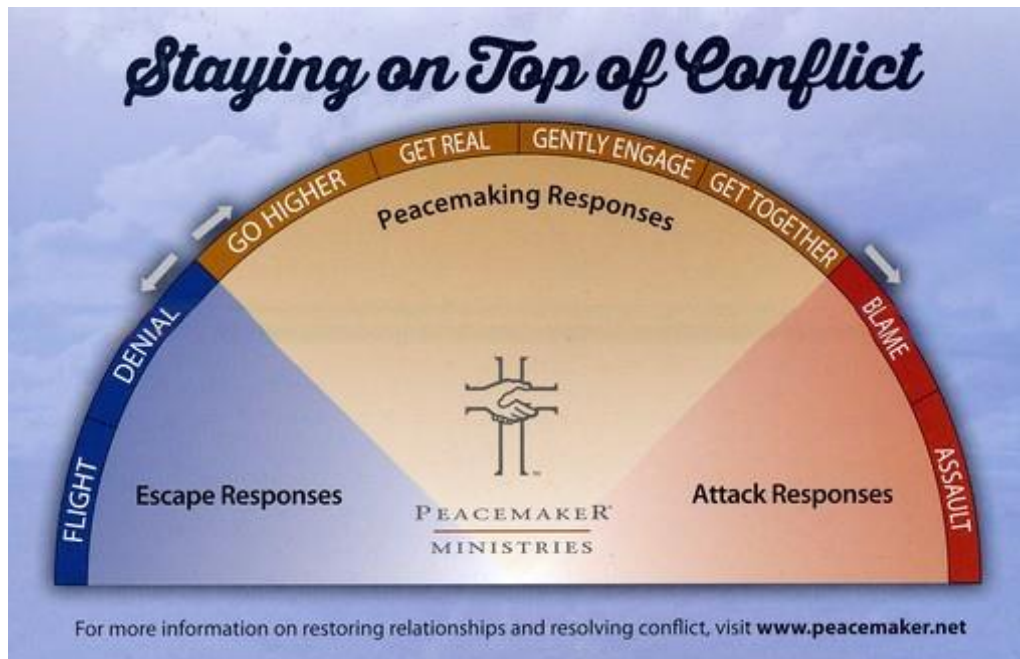 Staying on Top of Conflict
FLIGHT
DENIAL
GO HIGHER
GET REAL
GENTLY ENGAGE
GET TOGETHER
BLAME
ASSAULT
Peacemaking Responses
Escape Responses
Attack Responses
PEACEMAKER®
MINISTRIES
™
For more information on restoring relationships and resolving conflict, visit www.peacemaker.net